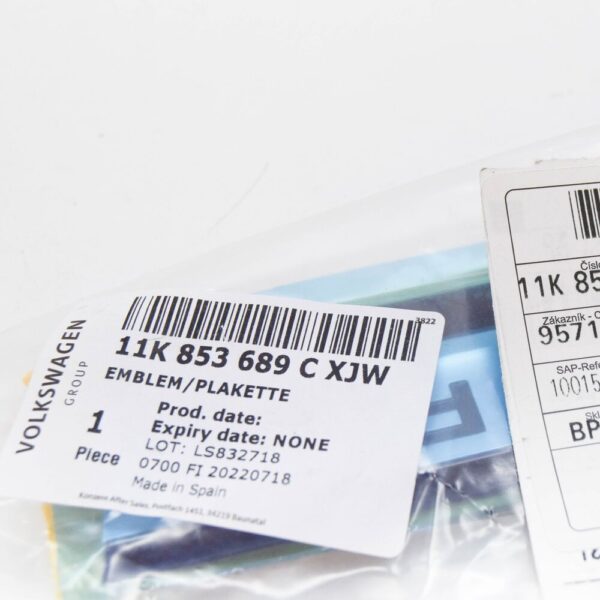 VOLKSWAGEN
GROUP
3822
11K 853 689 C XJW
EMBLEM/PLAKETTE
1
Piece
Prod. date:
Expiry date: NONE
LOT: LS832718
0700 FI 20220718
Made in Spain
Konzern After Sales, Postfach 1451, 34219 Baunatal
Číslo
11K 85
Zákazník - C
9571
SAP-Refe
10015
Skl
BP